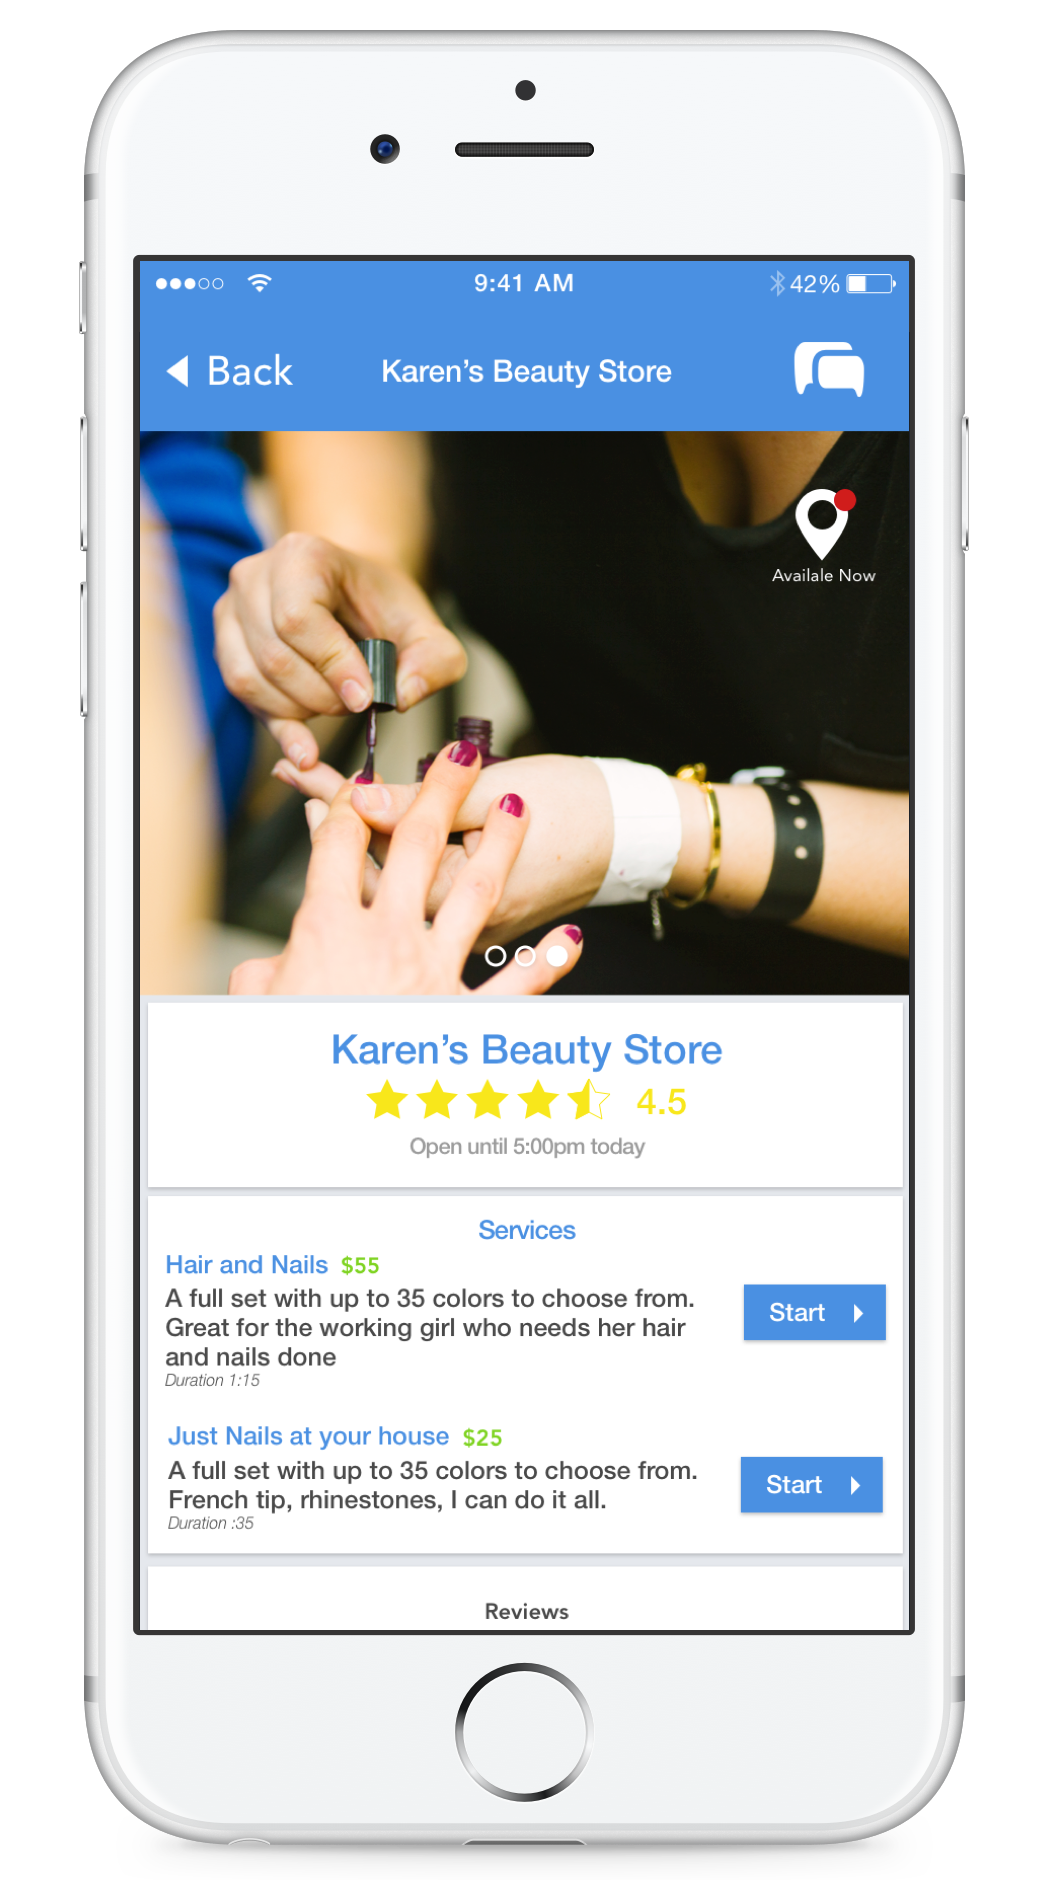 9:41 AM
42%
Back
Karen's Beauty Store
Availale Now
Karen's Beauty Store
4.5
Open until 5:00pm today
Services
Hair and Nails $55
A full set with up to 35 colors to choose from.
Great for the working girl who needs her hair
and nails done
Duration 1:15
Start
Just Nails at your house $25
A full set with up to 35 colors to choose from.
French tip, rhinestones, I can do it all.
Duration :35
Start
Reviews